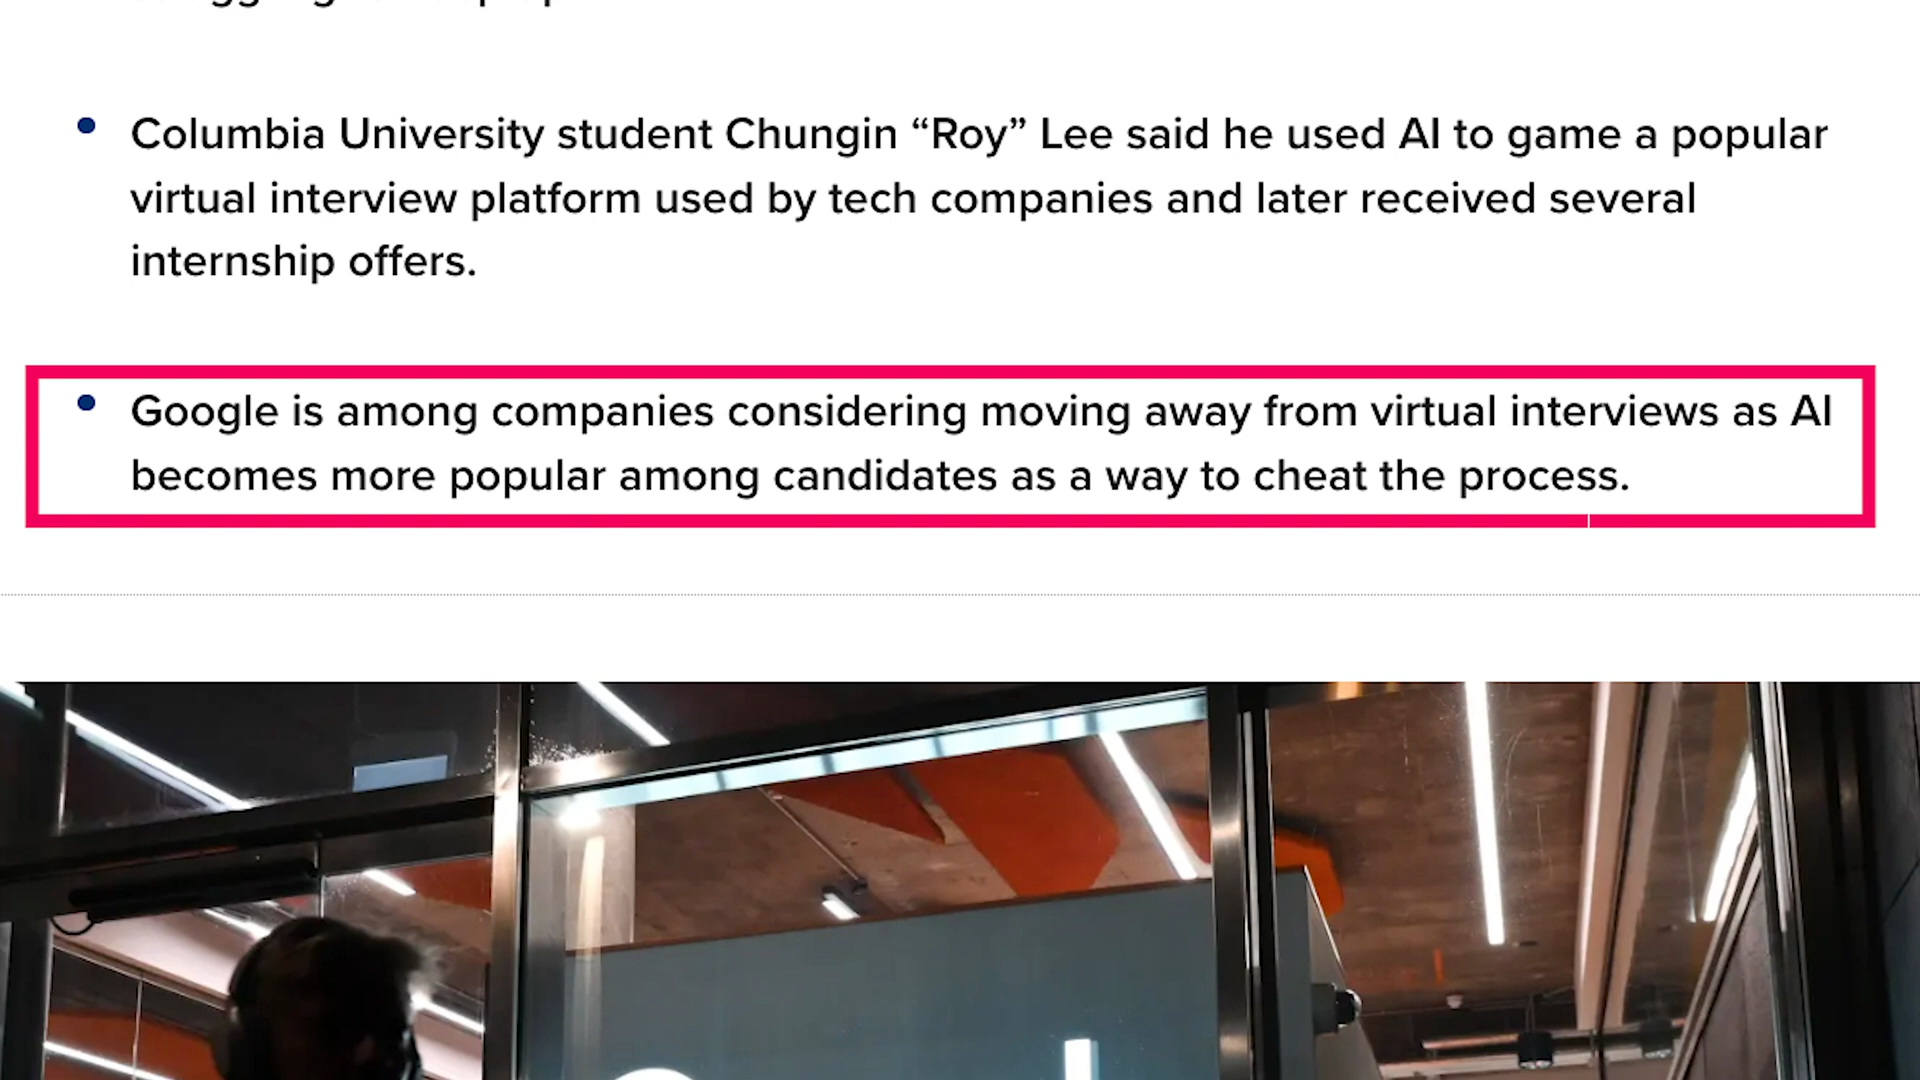 Columbia University student Chungin “Roy” Lee said he used AI to game a popular
virtual interview platform used by tech companies and later received several
internship offers.
Google is among companies considering moving away from virtual interviews as AI
becomes more popular among candidates as a way to cheat the process.